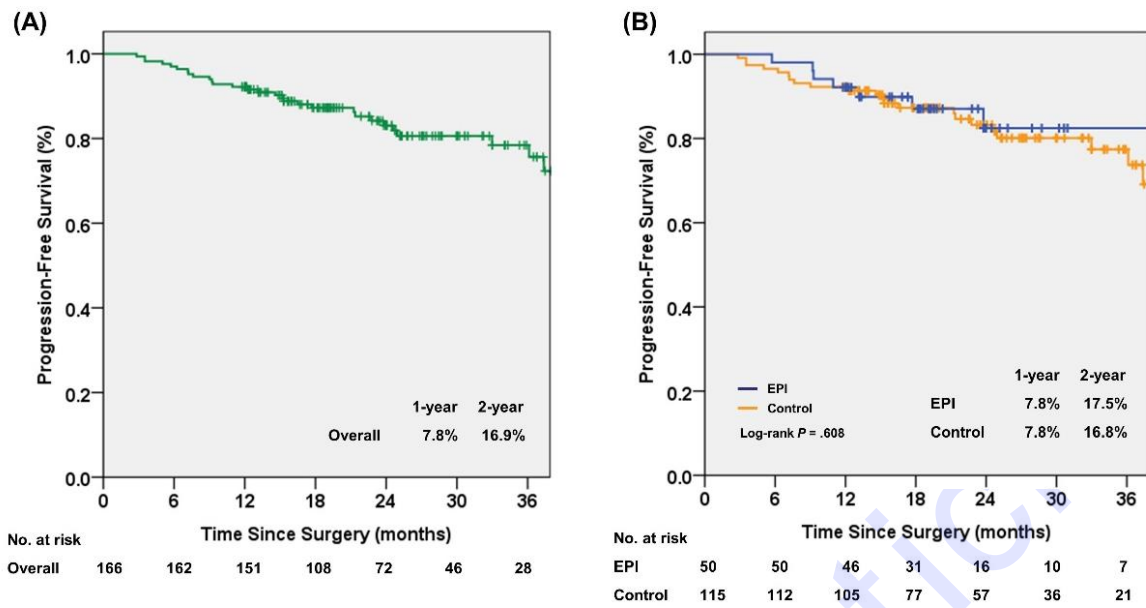 (A)
Progression-Free Survival (%)
1.0
0.8
0.6
0.4
0.2
0.0
1-year 2-year
Overall 7.8% 16.9%
0 6 12 18 24 30 36
Time Since Surgery (months)
No. at risk
Overall 166 162 151 108 72 46 28
(B)
Progression-Free Survival (%)
1.0
0.8
0.6
0.4
0.2
0.0
EPI
Control
Log-rank P = .608
1-year 2-year
EPI 7.8% 17.5%
Control 7.8% 16.8%
0 6 12 18 24 30 36
Time Since Surgery (months)
No. at risk
EPI 50 50 46 31 16 10 7
Control 115 112 105 77 57 36 21